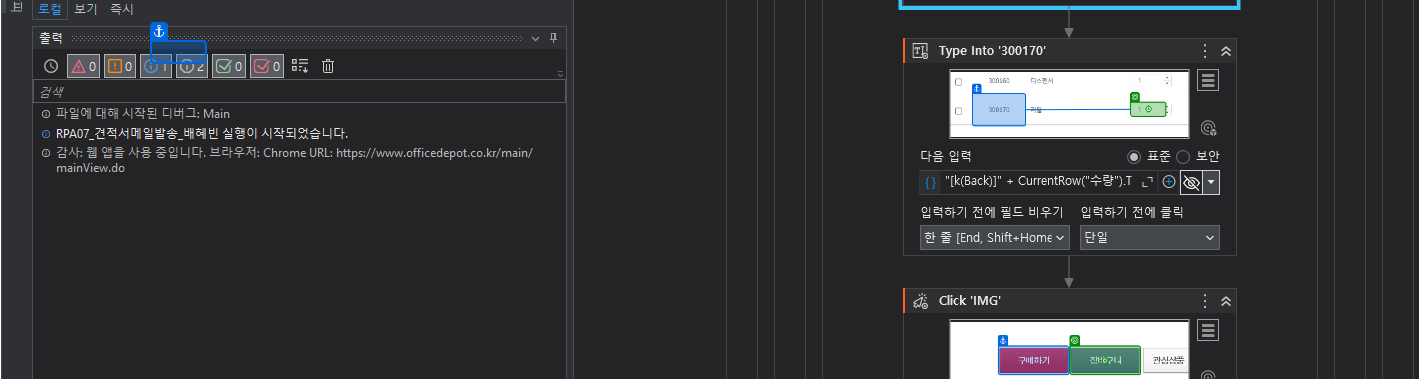 로컬 보기 즉시
출력
0 0 1 2 0 0
검색
파일에 대해 시작된 디버그: Main
RPA07_견적서메일발송_배혜빈 실행이 시작되었습니다.
감사: 웹 앱을 사용 중입니다. 브라우저: Chrome URL: https://www.officedepot.co.kr/main/
mainView.do
Type Into '300170'
300160 디스펜서 1
300170 리필 1
다음 입력 표준 보안
"[k(Back)]" + CurrentRow("수량").T
입력하기 전에 필드 비우기 입력하기 전에 클릭
한 줄 [End, Shift+Home 단일
Click 'IMG'
구매하기 장바구니 관심상품